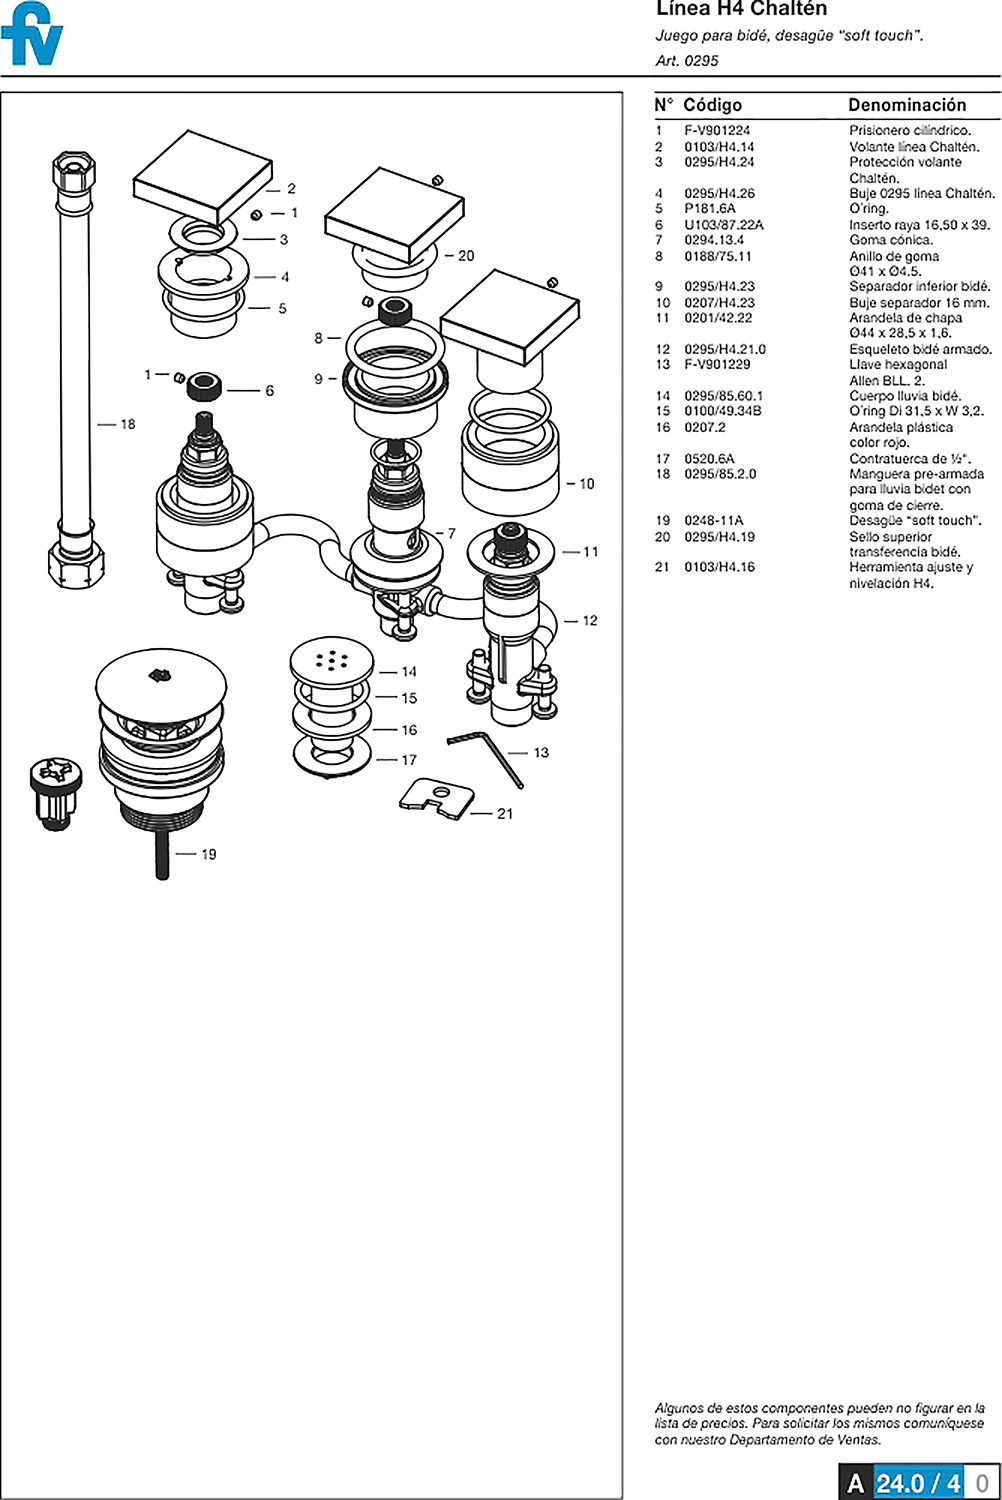 fv
Línea H4 Chaltén
Juego para bidé, desagüe “soft touch”.
Art. 0295
N° Código Denominación
1 F-V901224 Prisionero cilíndrico.
2 0103/H4.14 Volante línea Chaltén.
3 0295/H4.24 Protección volante
Chaltén.
4 0295/H4.26 Buje 0295 línea Chaltén.
5 P181.6A O´ring.
6 U103/87.22A Inserto raya 16,50 x 39.
7 0294.13.4 Goma cónica.
8 0188/75.11 Anillo de goma
Ø41 x Ø4.5.
9 0295/H4.23 Separador inferior bidé.
10 0207/H4.23 Buje separador 16 mm.
11 0201/42.22 Arandela de chapa
Ø44 x 28,5 x 1,6.
12 0295/H4.21.0 Esqueleto bidé armado.
13 F-V901229 Llave hexagonal
Allen BLL. 2.
14 0295/85.60.1 Cuerpo lluvia bidé.
15 0100/49.34B O´ring Di 31,5 x W 3,2.
16 0207.2 Arandela plástica
color rojo.
17 0520.6A Contratuerca de ½".
18 0295/85.2.0 Manguera pre-armada
para lluvia bidet con
goma de cierre.
19 0248-11A Desagüe “soft touch”.
20 0295/H4.19 Sello superior
transferencia bidé.
21 0103/H4.16 Herramienta ajuste y
nivelación H4.
2
1
3
20
4
5
8
1
9
6
18
10
7
11
12
14
15
16
17
13
21
19
Algunos de estos componentes pueden no figurar en la
lista de precios. Para solicitar los mismos comuníquese
con nuestro Departamento de Ventas.
A 24.0 / 4 0